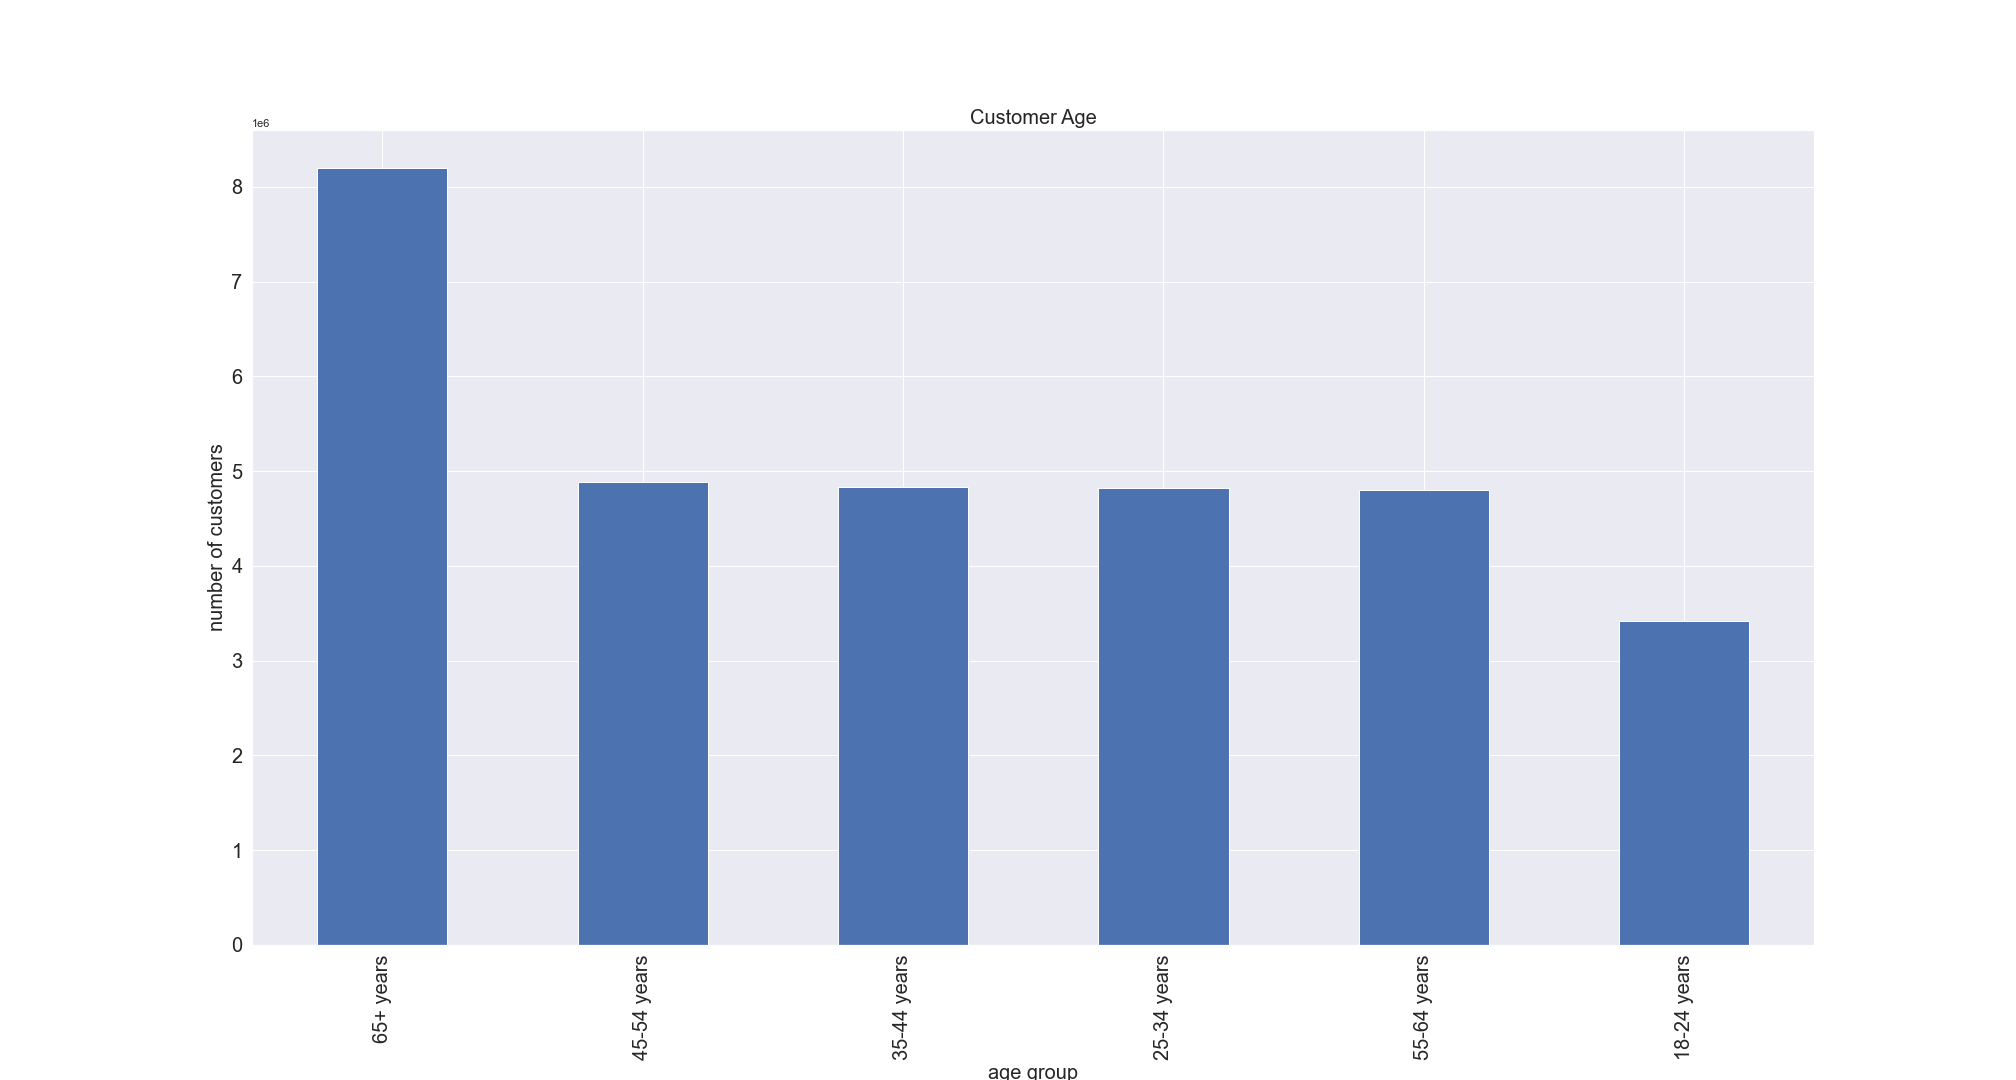 Customer Age
1e6
8
7
6
5
4
3
2
1
0
number of customers
65+ years
45-54 years
35-44 years
25-34 years
55-64 years
18-24 years
age group